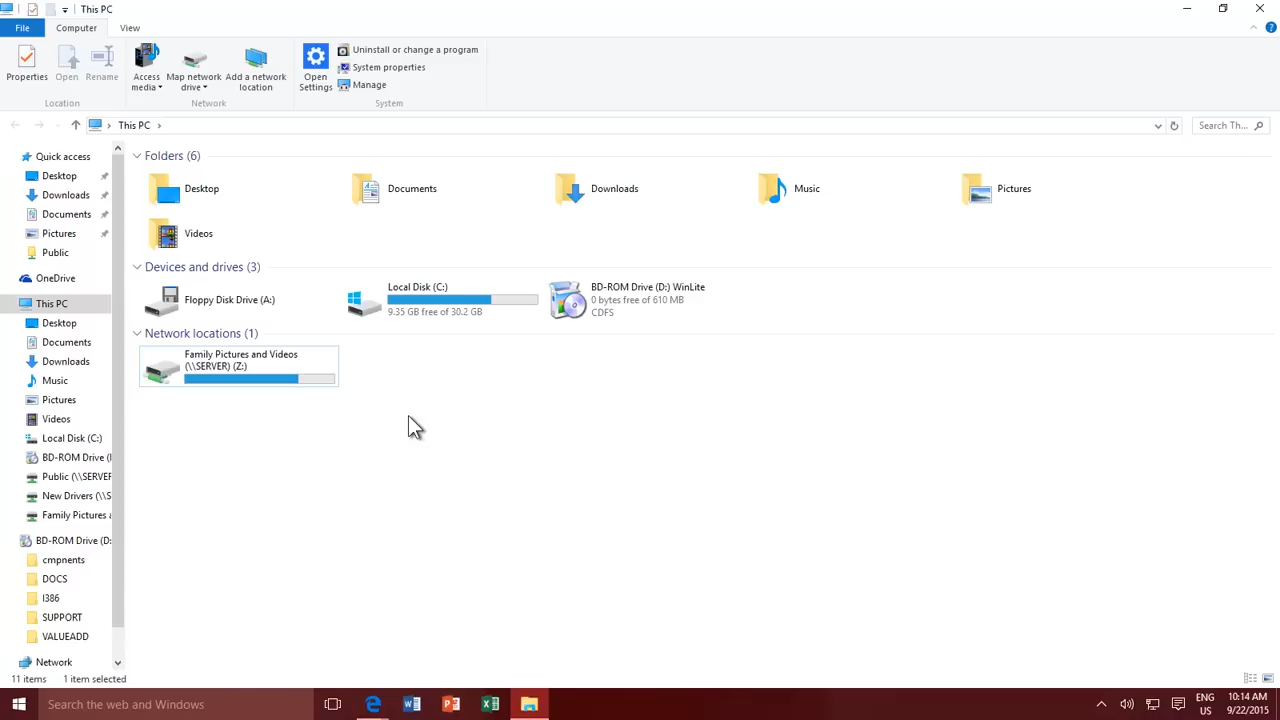 This PC
File
Computer
View
Properties
Open
Rename
Access media
Map network drive
Add a network location
Open Settings
Uninstall or change a program
System properties
Manage
Location
Network
System
This PC
Search Th...
Quick access
Desktop
Downloads
Documents
Pictures
Public
OneDrive
This PC
Desktop
Documents
Downloads
Music
Pictures
Videos
Local Disk (C:)
BD-ROM Drive (
Public (\\SERVER
New Drivers (\\S
Family Pictures a
BD-ROM Drive (D:
cmpnents
DOCS
I386
SUPPORT
VALUEADD
Network
Folders (6)
Desktop
Documents
Downloads
Music
Pictures
Videos
Devices and drives (3)
Floppy Disk Drive (A:)
Local Disk (C:)
9.35 GB free of 30.2 GB
BD-ROM Drive (D:) WinLite
0 bytes free of 610 MB
CDFS
Network locations (1)
Family Pictures and Videos
(\\SERVER) (Z:)
11 items
1 item selected
Search the web and Windows
ENG
US
10:14 AM
9/22/2015